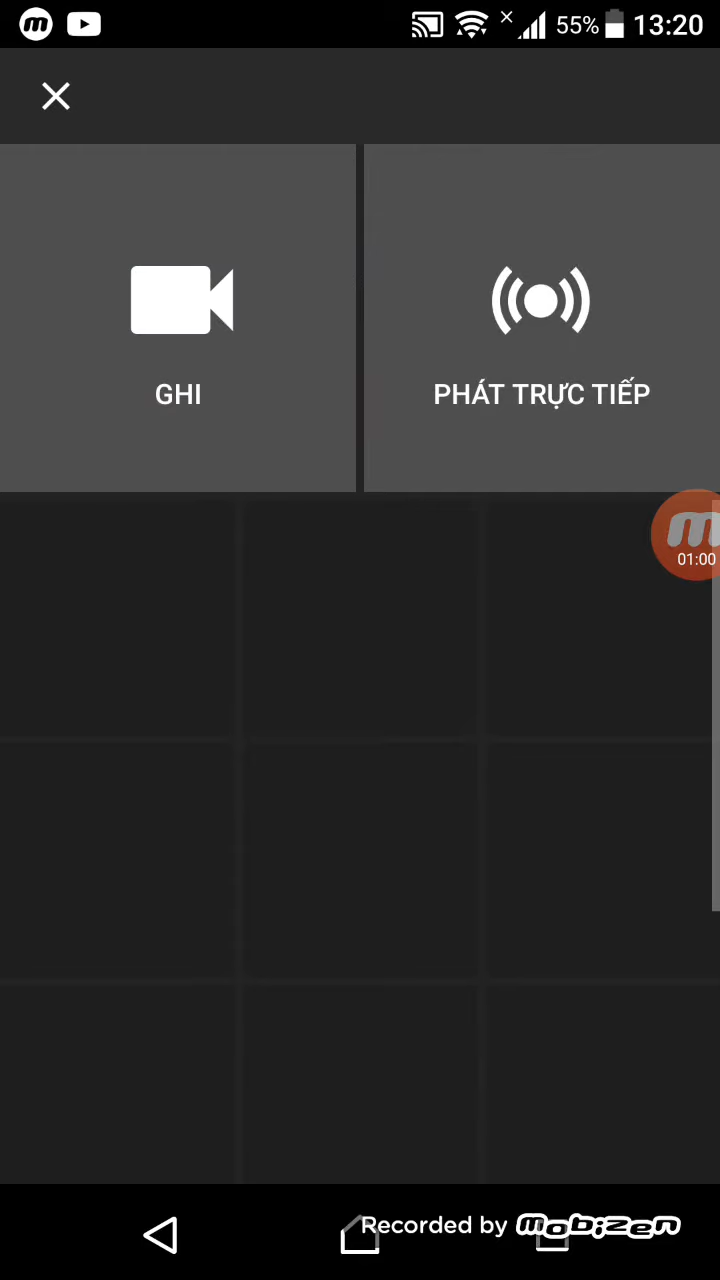 55% 13:20
GHI
PHÁT TRỰC TIẾP
m
01:00
Recorded by mobizen